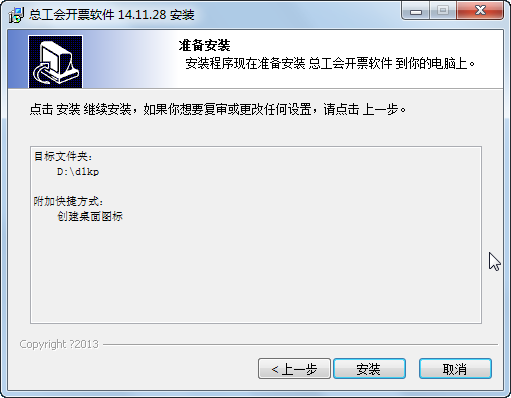 总工会开票软件 14.11.28 安装
准备安装
安装程序现在准备安装 总工会开票软件 到你的电脑上。
点击 安装 继续安装，如果你想要复审或更改任何设置，请点击 上一步。
目标文件夹：
D:\dlkp
附加快捷方式：
创建桌面图标
Copyright ?2013
< 上一步
安装
取消